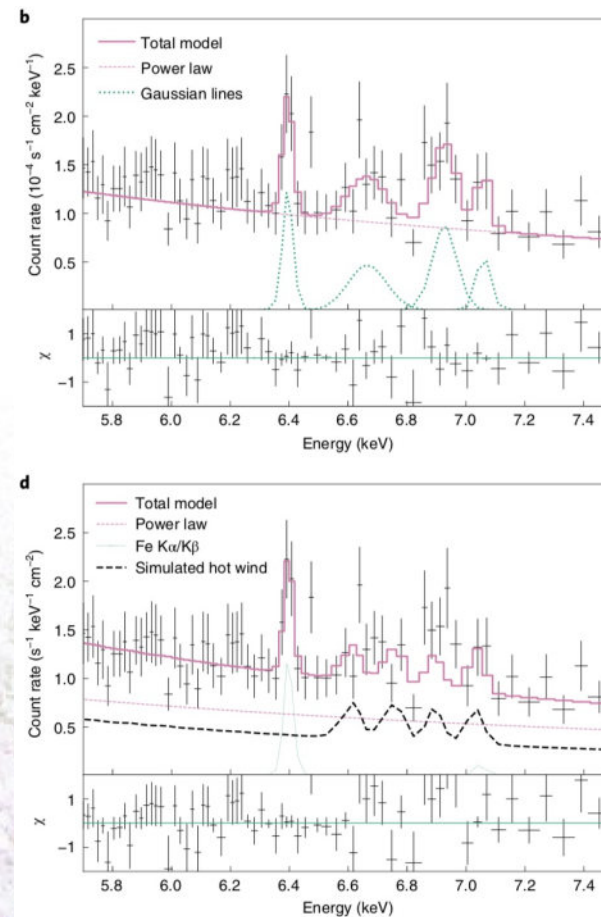 b
Total model
Power law
Gaussian lines
Count rate (10⁻⁴ s⁻¹ cm⁻² keV⁻¹)
2.5
2.0
1.5
1.0
0.5
χ
1
−1
5.8 6.0 6.2 6.4 6.6 6.8 7.0 7.2 7.4
Energy (keV)
d
Total model
Power law
Fe Kα/Kβ
Simulated hot wind
Count rate (s⁻¹ keV⁻¹ cm⁻²)
2.5
2.0
1.5
1.0
0.5
χ
1
−1
5.8 6.0 6.2 6.4 6.6 6.8 7.0 7.2 7.4
Energy (keV)